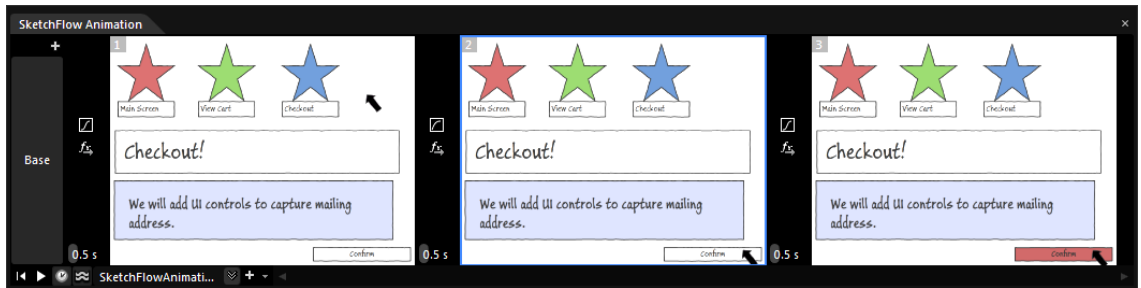 SketchFlow Animation
Base
0.5 s
1
Main Screen
View Cart
Checkout
Checkout!
We will add UI controls to capture mailing
address.
Confirm
0.5 s
2
Main Screen
View Cart
Checkout
Checkout!
We will add UI controls to capture mailing
address.
Confirm
0.5 s
3
Main Screen
View Cart
Checkout
Checkout!
We will add UI controls to capture mailing
address.
Confirm
SketchFlowAnimati...